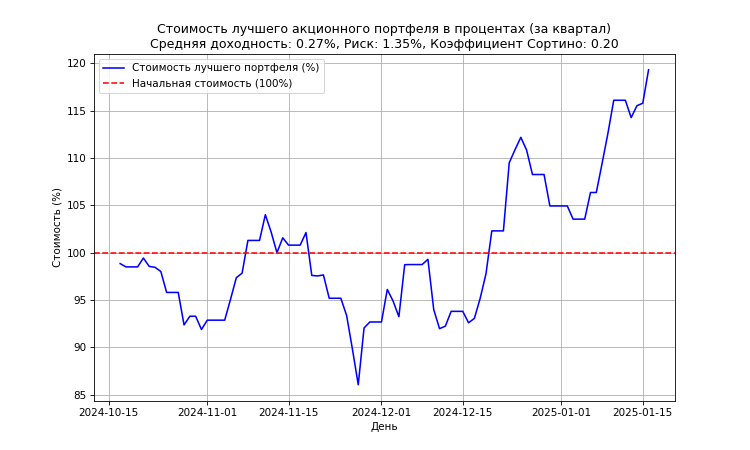 Стоимость лучшего акционного портфеля в процентах (за квартал)
Средняя доходность: 0.27%, Риск: 1.35%, Коэффициент Сортино: 0.20
Стоимость лучшего портфеля (%)
Начальная стоимость (100%)
Стоимость (%)
120
115
110
105
100
95
90
85
2024-10-15
2024-11-01
2024-11-15
2024-12-01
2024-12-15
2025-01-01
2025-01-15
День